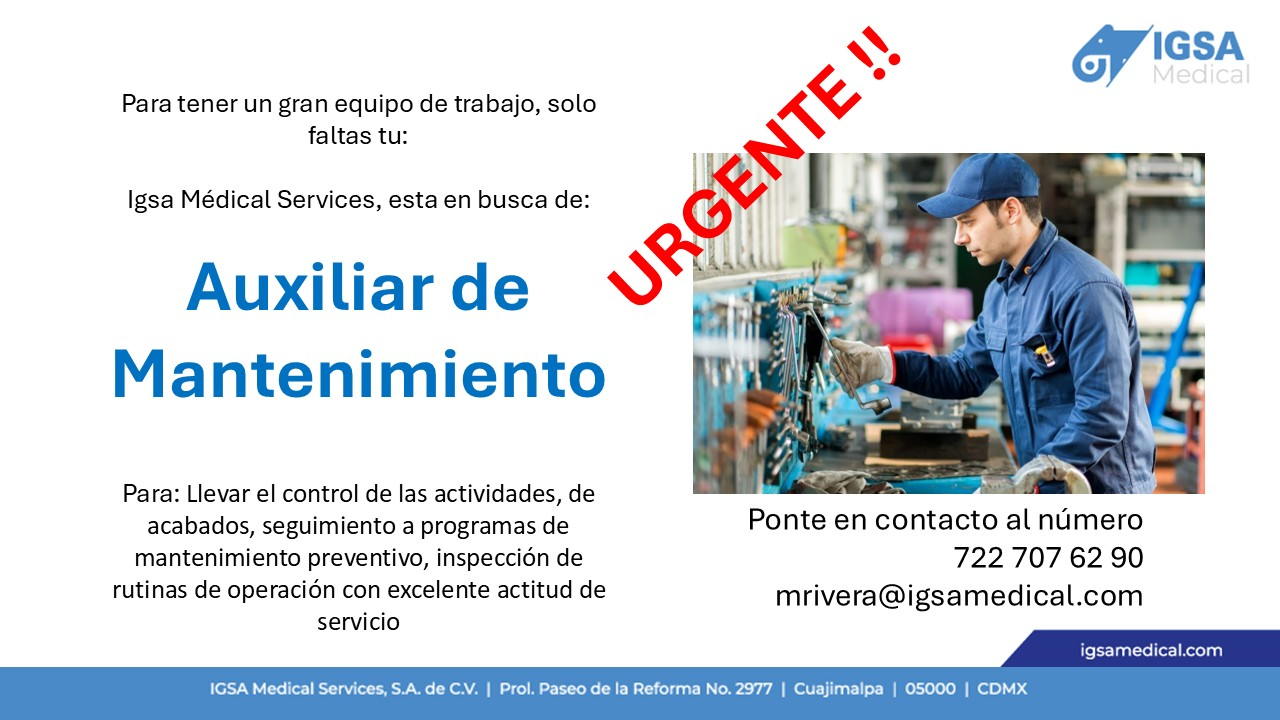 IGSA
Medical
URGENTE !!
Para tener un gran equipo de trabajo, solo
faltas tu:
Igsa Médical Services, esta en busca de:
Auxiliar de
Mantenimiento
Para: Llevar el control de las actividades, de
acabados, seguimiento a programas de
mantenimiento preventivo, inspección de
rutinas de operación con excelente actitud de
servicio
Ponte en contacto al número
722 707 62 90
mrivera@igsamedical.com
igsamedical.com
IGSA Medical Services, S.A. de C.V. | Prol. Paseo de la Reforma No. 2977 | Cuajimalpa | 05000 | CDMX